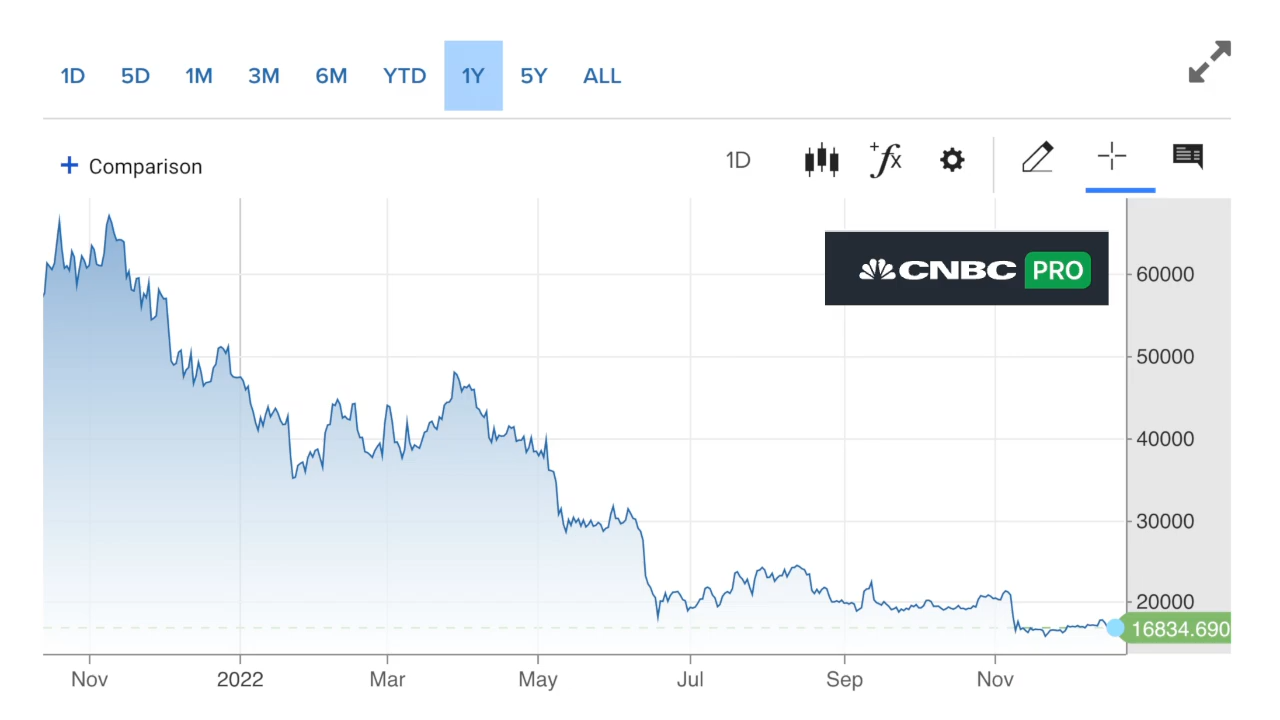 1D 5D 1M 3M 6M YTD 1Y 5Y ALL
+ Comparison 1D +fx
CNBC PRO
60000
50000
40000
30000
20000
16834.690
Nov 2022 Mar May Jul Sep Nov